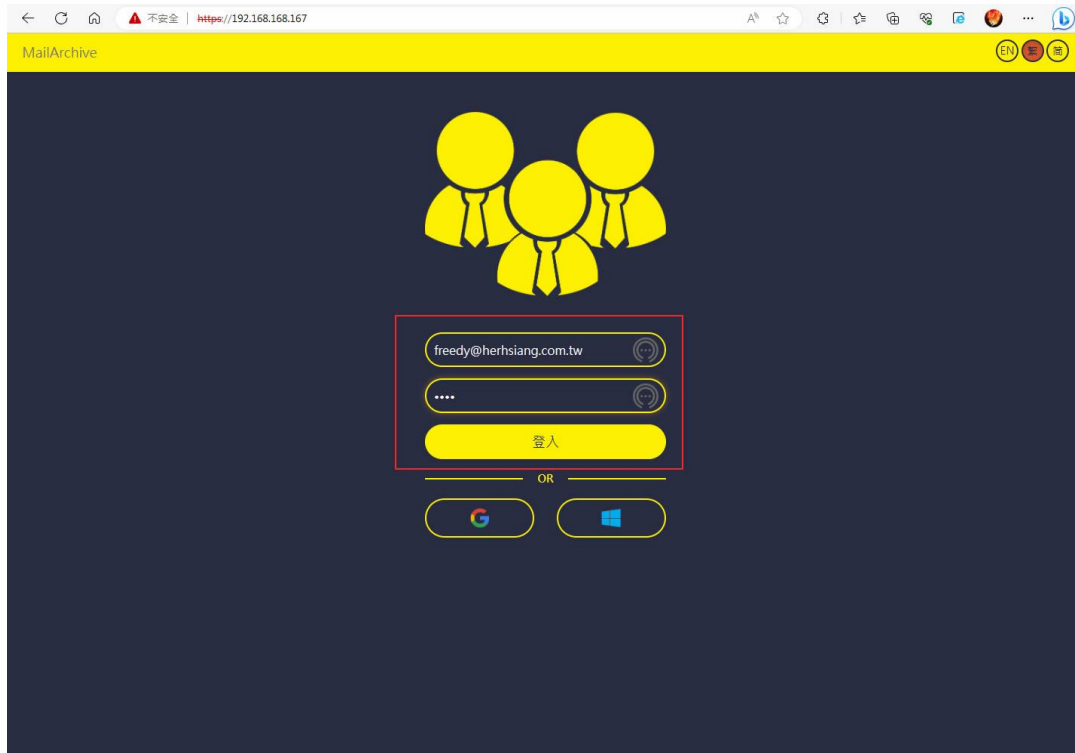 不安全 | https://192.168.168.167
MailArchive
EN 繁 简
freedy@herhsiang.com.tw
••••
登入
OR